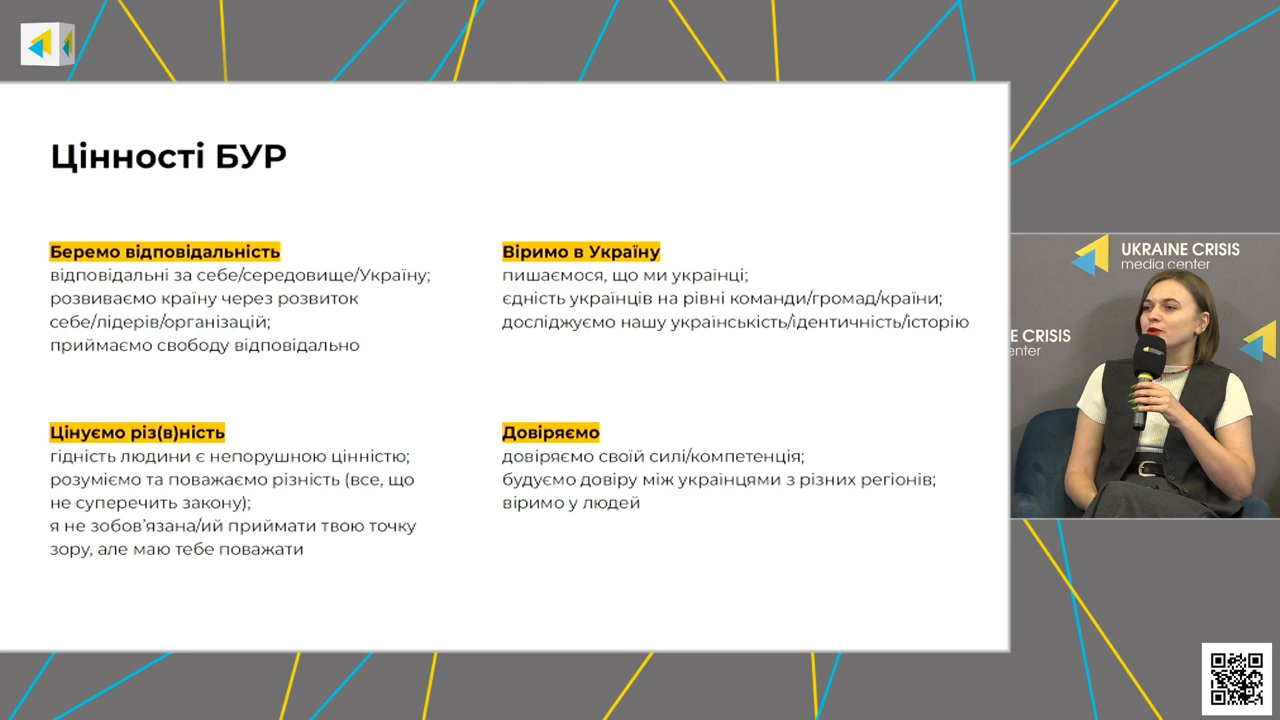 Цінності БУР
Беремо відповідальність
відповідальні за себе/середовище/Україну;
розвиваємо країну через розвиток
себе/лідерів/організацій;
приймаємо свободу відповідально
Віримо в Україну
пишаємося, що ми українці;
єдність українців на рівні команди/громад/країни;
досліджуємо нашу українськість/ідентичність/історію
Цінуємо різ(в)ність
гідність людини є непорушною цінністю;
розуміємо та поважаємо різність (все, що
не суперечить закону);
я не зобов'язана/ий приймати твою точку
зору, але маю тебе поважати
Довіряємо
довіряємо своїй силі/компетенція;
будуємо довіру між українцями з різних регіонів;
віримо у людей
UKRAINE CRISIS
media center
NE CRISIS
enter